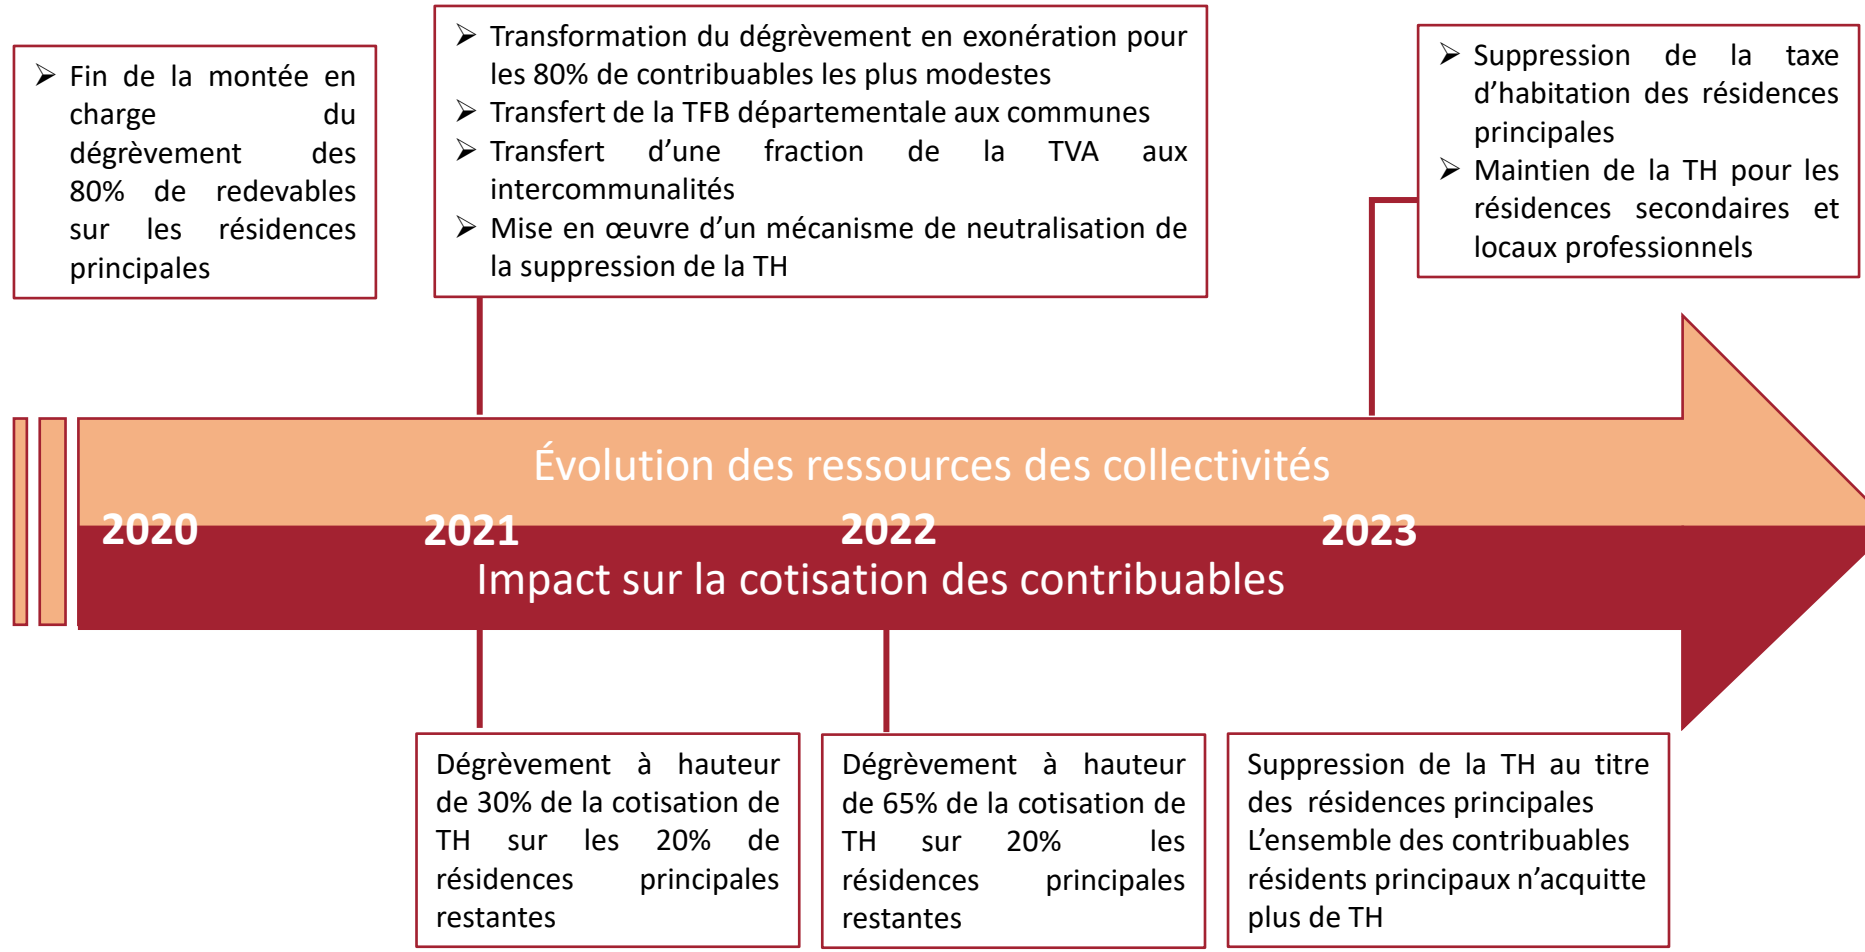 ➢ Fin de la montée en
charge du
dégrèvement des
80% de redevables
sur les résidences
principales
➢ Transformation du dégrèvement en exonération pour
les 80% de contribuables les plus modestes
➢ Transfert de la TFB départementale aux communes
➢ Transfert d’une fraction de la TVA aux
intercommunalités
➢ Mise en œuvre d’un mécanisme de neutralisation de
la suppression de la TH
➢ Suppression de la taxe
d’habitation des résidences
principales
➢ Maintien de la TH pour les
résidences secondaires et
locaux professionnels
Évolution des ressources des collectivités
2020 2021 2022 2023
Impact sur la cotisation des contribuables
Dégrèvement à hauteur
de 30% de la cotisation de
TH sur les 20% de
résidences principales
restantes
Dégrèvement à hauteur
de 65% de la cotisation de
TH sur 20% les
résidences principales
restantes
Suppression de la TH au titre
des résidences principales
L’ensemble des contribuables
résidents principaux n’acquitte
plus de TH